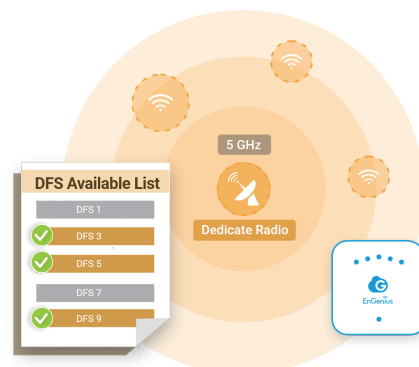 5 GHz
Dedicate Radio
DFS Available List
DFS 1
DFS 3
DFS 5
DFS 7
DFS 9
EnGenius